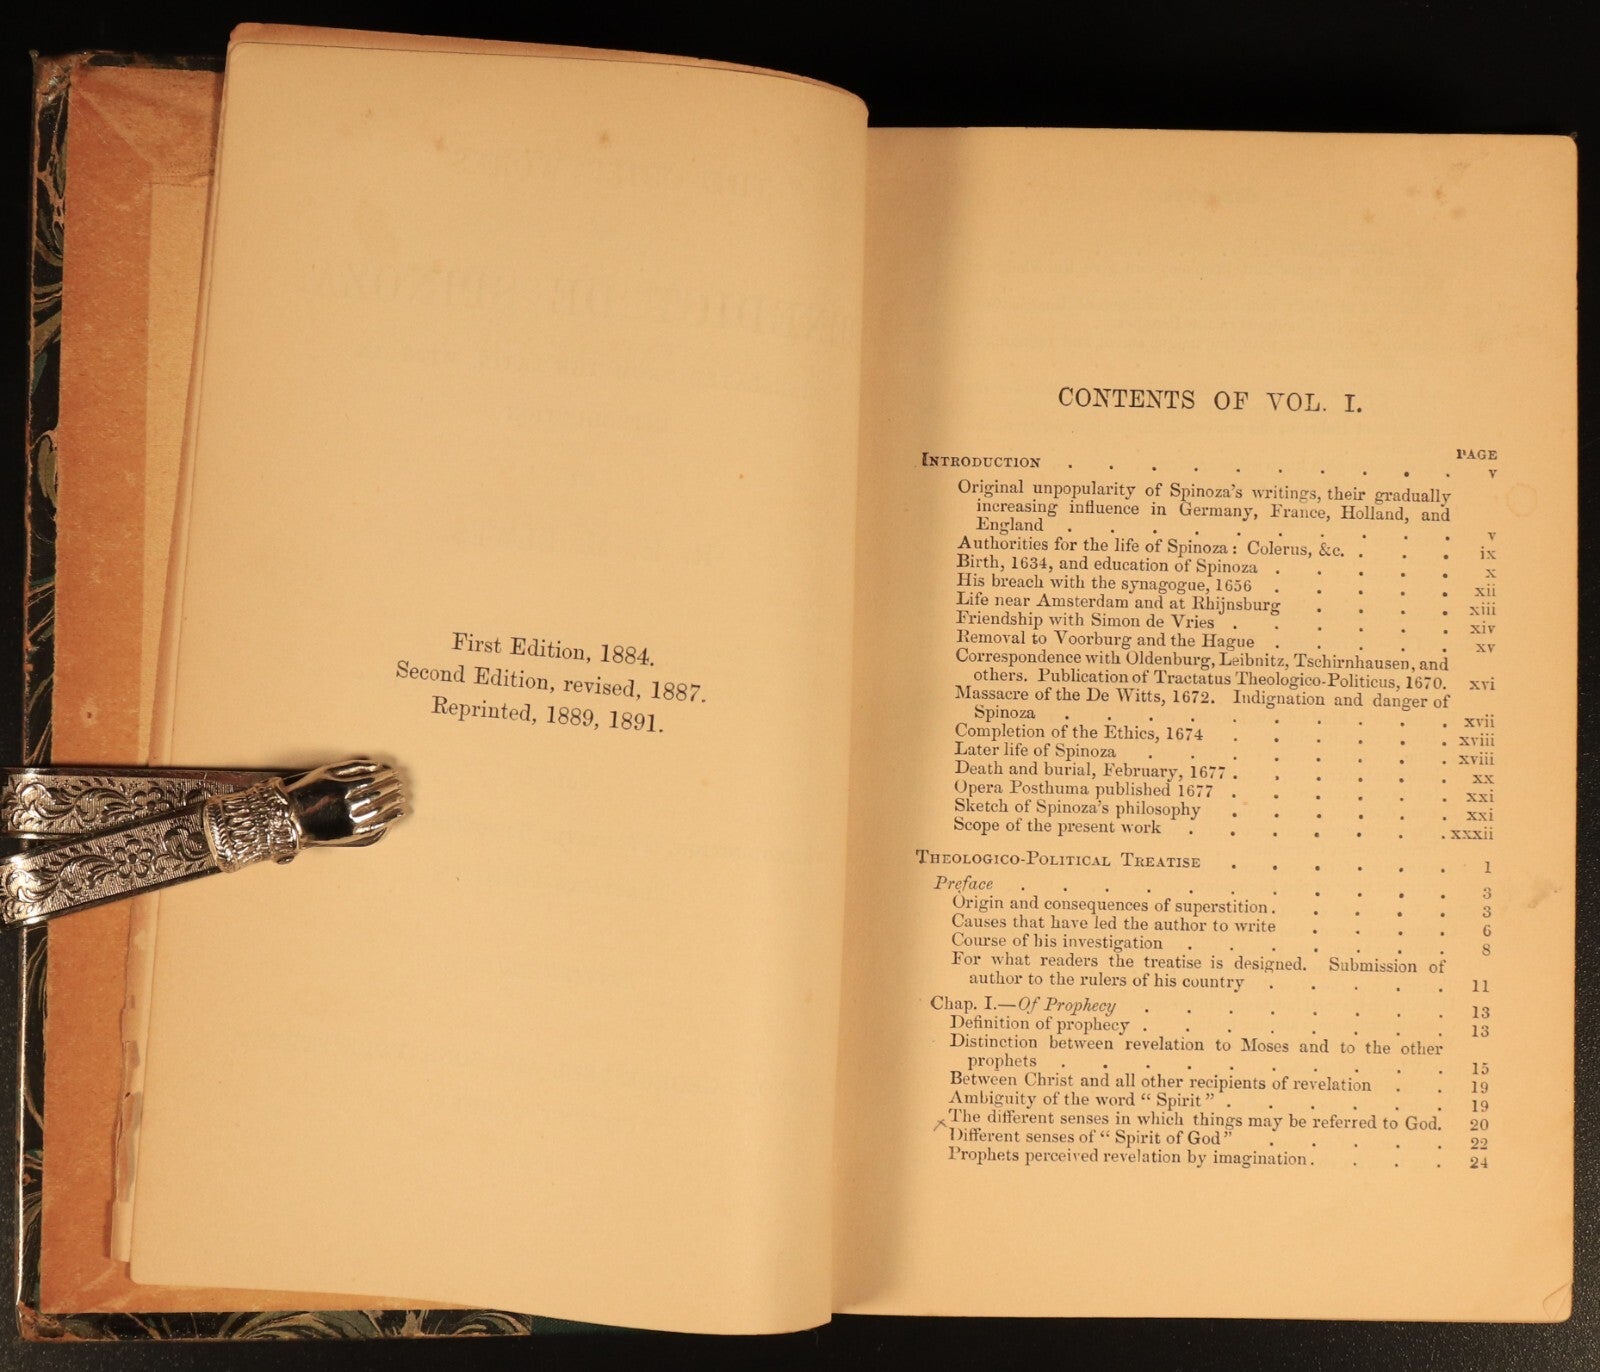 First Edition, 1884.
Second Edition, revised, 1887.
Reprinted, 1889, 1891.
CONTENTS OF VOL. I.
PAGE
INTRODUCTION . . . . . . . . . . v
Original unpopularity of Spinoza's writings, their gradually
increasing influence in Germany, France, Holland, and
England . . . . . . . . . . v
Authorities for the life of Spinoza: Colerus, &c. . . . ix
Birth, 1634, and education of Spinoza . . . . . x
His breach with the synagogue, 1656 . . . . . xii
Life near Amsterdam and at Rhijnsburg . . . . xiii
Friendship with Simon de Vries . . . . . . xiv
Removal to Voorburg and the Hague . . . . . xv
Correspondence with Oldenburg, Leibnitz, Tschirnhausen, and
others. Publication of Tractatus Theologico-Politicus, 1670. xvi
Massacre of the De Witts, 1672. Indignation and danger of
Spinoza . . . . . . . . . . xvii
Completion of the Ethics, 1674 . . . . . . xviii
Later life of Spinoza . . . . . . . . xviii
Death and burial, February, 1677 . . . . . . xx
Opera Posthuma published 1677 . . . . . . xxi
Sketch of Spinoza's philosophy . . . . . . xxi
Scope of the present work . . . . . . . xxxii
THEOLOGICO-POLITICAL TREATISE . . . . . . 1
Preface . . . . . . . . . . . 3
Origin and consequences of superstition . . . . . 3
Causes that have led the author to write . . . . 6
Course of his investigation . . . . . . . 8
For what readers the treatise is designed. Submission of
author to the rulers of his country . . . . . 11
Chap. I.—Of Prophecy . . . . . . . . 13
Definition of prophecy . . . . . . . . 13
Distinction between revelation to Moses and to the other
prophets . . . . . . . . . . 15
Between Christ and all other recipients of revelation . . 19
Ambiguity of the word "Spirit" . . . . . . 19
The different senses in which things may be referred to God. 20
Different senses of "Spirit of God" . . . . . 22
Prophets perceived revelation by imagination . . . . 24